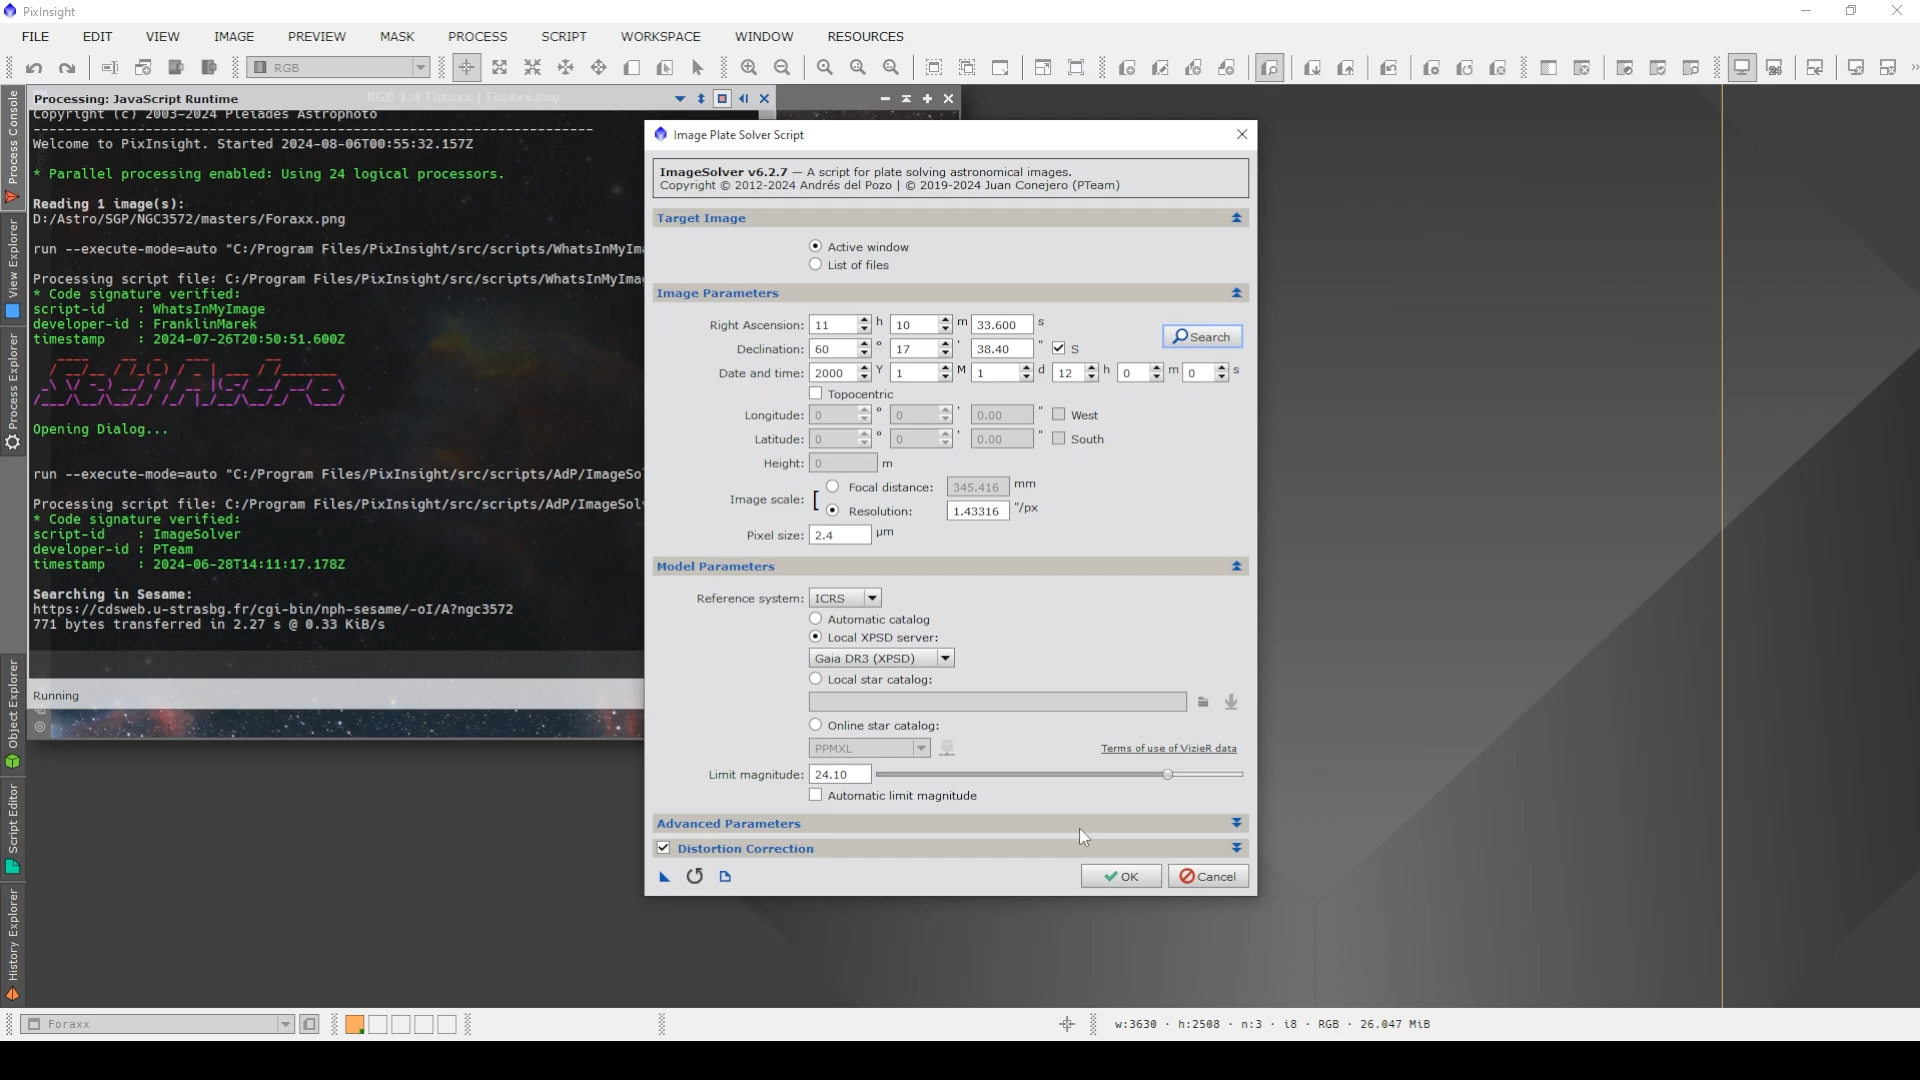 PixInsight
FILE EDIT VIEW IMAGE PREVIEW MASK PROCESS SCRIPT WORKSPACE WINDOW RESOURCES
RGB
Processing: JavaScript Runtime
RGB 1:4 Foraxx | Foraxx.png
Copyright (c) 2003-2024 Pleiades Astrophoto
----------------------------------------------------------------------
Welcome to PixInsight. Started 2024-08-06T00:55:32.157Z
* Parallel processing enabled: Using 24 logical processors.
Reading 1 image(s):
D:/Astro/SGP/NGC3572/masters/Foraxx.png
run --execute-mode=auto "C:/Program Files/PixInsight/src/scripts/WhatsInMyIma
Processing script file: C:/Program Files/PixInsight/src/scripts/WhatsInMyImag
* Code signature verified:
script-id : WhatsInMyImage
developer-id : FranklinMarek
timestamp : 2024-07-26T20:50:51.600Z
Opening Dialog...
run --execute-mode=auto "C:/Program Files/PixInsight/src/scripts/AdP/ImageSo
Processing script file: C:/Program Files/PixInsight/src/scripts/AdP/ImageSol
* Code signature verified:
script-id : ImageSolver
developer-id : PTeam
timestamp : 2024-06-28T14:11:17.178Z
Searching in Sesame:
https://cdsweb.u-strasbg.fr/cgi-bin/nph-sesame/-oI/A?ngc3572
771 bytes transferred in 2.27 s @ 0.33 KiB/s
Running
Process Console
View Explorer
Process Explorer
Object Explorer
Script Editor
History Explorer
Image Plate Solver Script
ImageSolver v6.2.7 — A script for plate solving astronomical images.
Copyright © 2012-2024 Andrés del Pozo | © 2019-2024 Juan Conejero (PTeam)
Target Image
Active window
List of files
Image Parameters
Right Ascension: 11 h 10 m 33.600 s
Search
Declination: 60 ° 17 ' 38.40 " S
Date and time: 2000 Y 1 M 1 d 12 h 0 m 0 s
Topocentric
Longitude: 0 ° 0 ' 0.00 " West
Latitude: 0 ° 0 ' 0.00 " South
Height: 0 m
Image scale: [ Focal distance: 345.416 mm
Resolution: 1.43316 "/px
Pixel size: 2.4 µm
Model Parameters
Reference system: ICRS
Automatic catalog
Local XPSD server:
Gaia DR3 (XPSD)
Local star catalog:
Online star catalog:
PPMXL
Terms of use of VizieR data
Limit magnitude: 24.10
Automatic limit magnitude
Advanced Parameters
Distortion Correction
OK Cancel
Foraxx
w:3630 · h:2508 · n:3 · i8 · RGB · 26.047 MiB